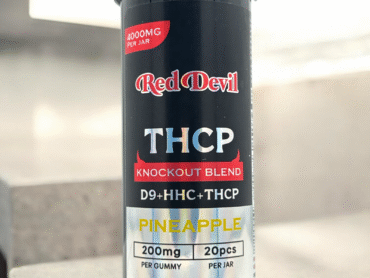 4000MG
PER JAR
Red Devil
THCP
KNOCKOUT BLEND
D9+HHC+THCP
PINEAPPLE
200mg 20pcs
PER GUMMY PER JAR